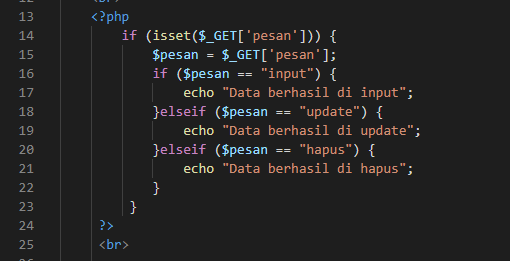 13 <?php
14 if (isset($_GET['pesan'])) {
15 $pesan = $_GET['pesan'];
16 if ($pesan == "input") {
17 echo "Data berhasil di input";
18 }elseif ($pesan == "update") {
19 echo "Data berhasil di update";
20 }elseif ($pesan == "hapus") {
21 echo "Data berhasil di hapus";
22 }
23 }
24 ?>
25 <br>